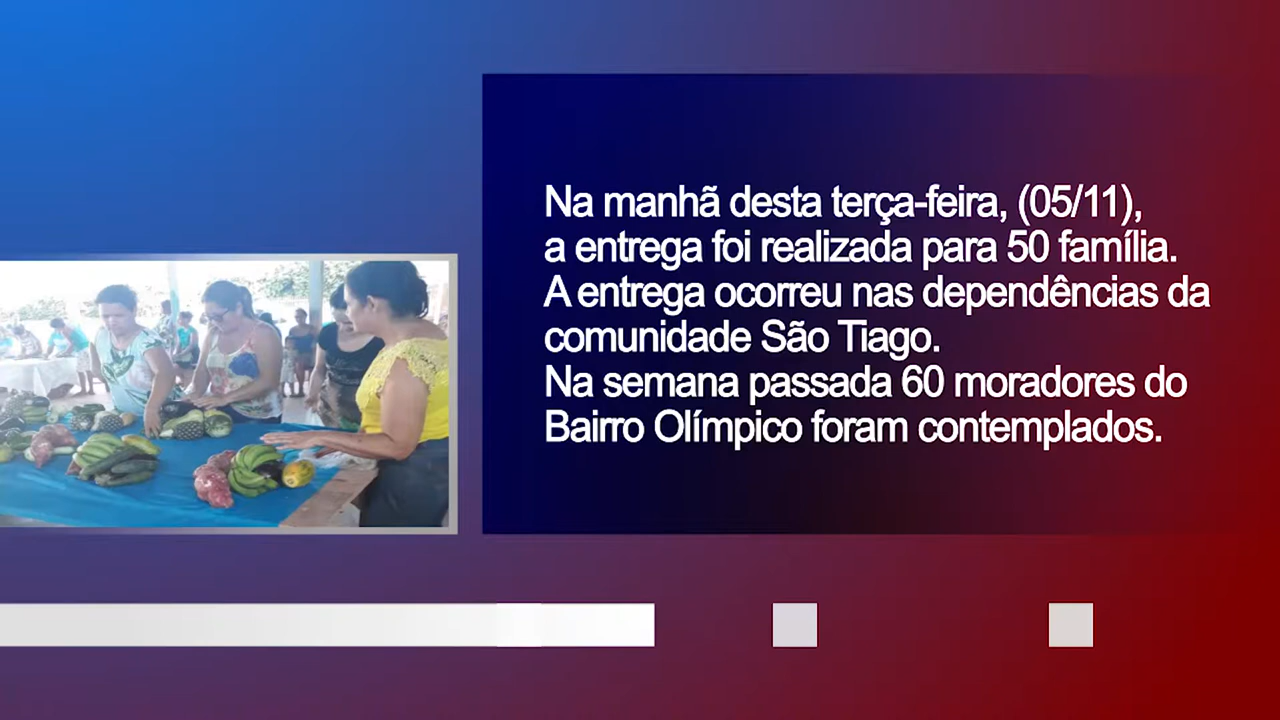 Na manhã desta terça-feira, (05/11),
a entrega foi realizada para 50 família.
A entrega ocorreu nas dependências da
comunidade São Tiago.
Na semana passada 60 moradores do
Bairro Olímpico foram contemplados.